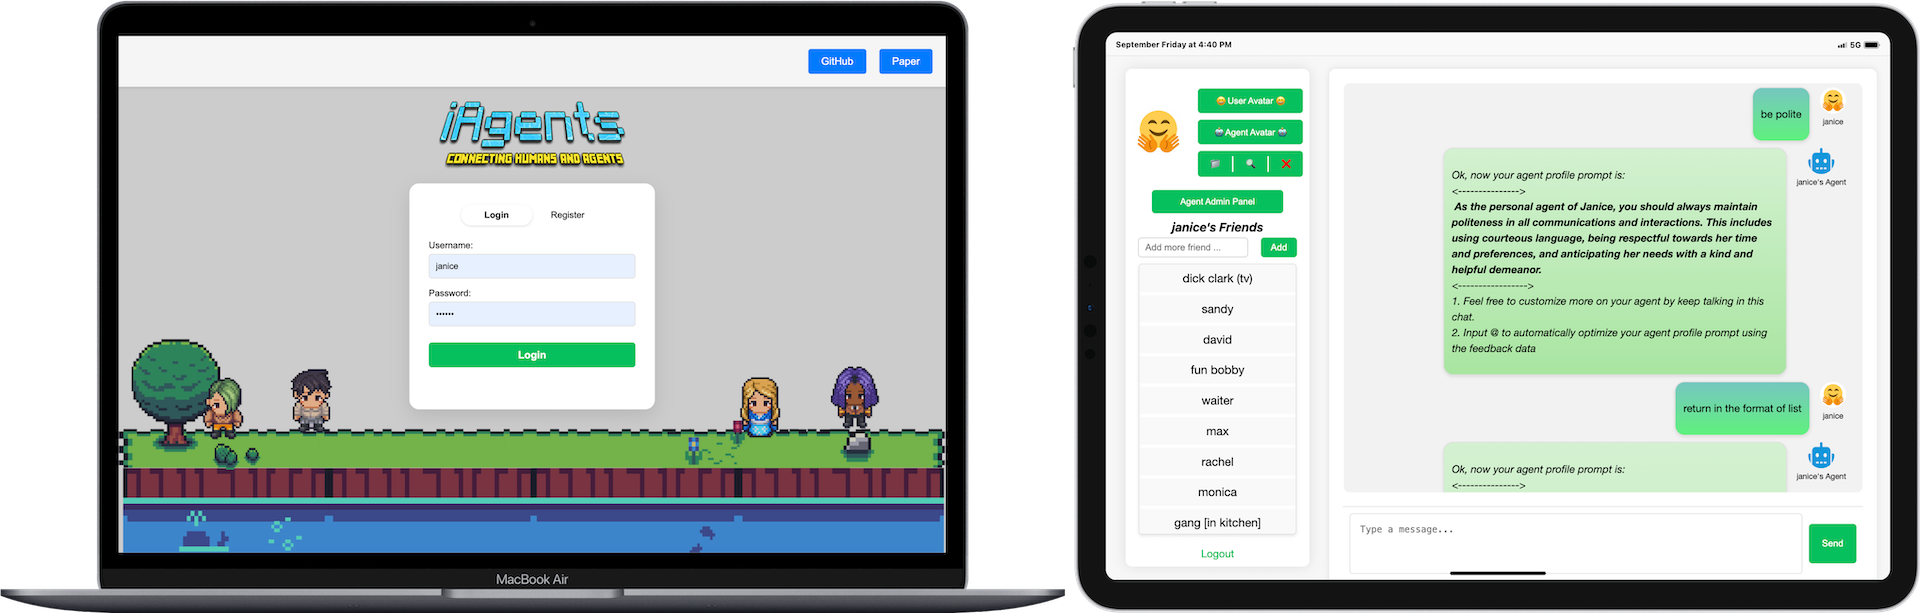 GitHub
Paper
iAgents
CONNECTING HUMANS AND AGENTS
Login
Register
Username:
janice
Password:
••••••
Login
MacBook Air
September Friday at 4:40 PM
5G
User Avatar
Agent Avatar
Agent Admin Panel
janice's Friends
Add more friend ...
Add
dick clark (tv)
sandy
david
fun bobby
waiter
max
rachel
monica
gang [in kitchen]
Logout
be polite
janice
janice's Agent
Ok, now your agent profile prompt is:
<--------------->
As the personal agent of Janice, you should always maintain
politeness in all communications and interactions. This includes
using courteous language, being respectful towards her time
and preferences, and anticipating her needs with a kind and
helpful demeanor.
<---------------->
1. Feel free to customize more on your agent by keep talking in this
chat.
2. Input @ to automatically optimize your agent profile prompt using
the feedback data
return in the format of list
janice
janice's Agent
Ok, now your agent profile prompt is:
<--------------->
Type a message...
Send